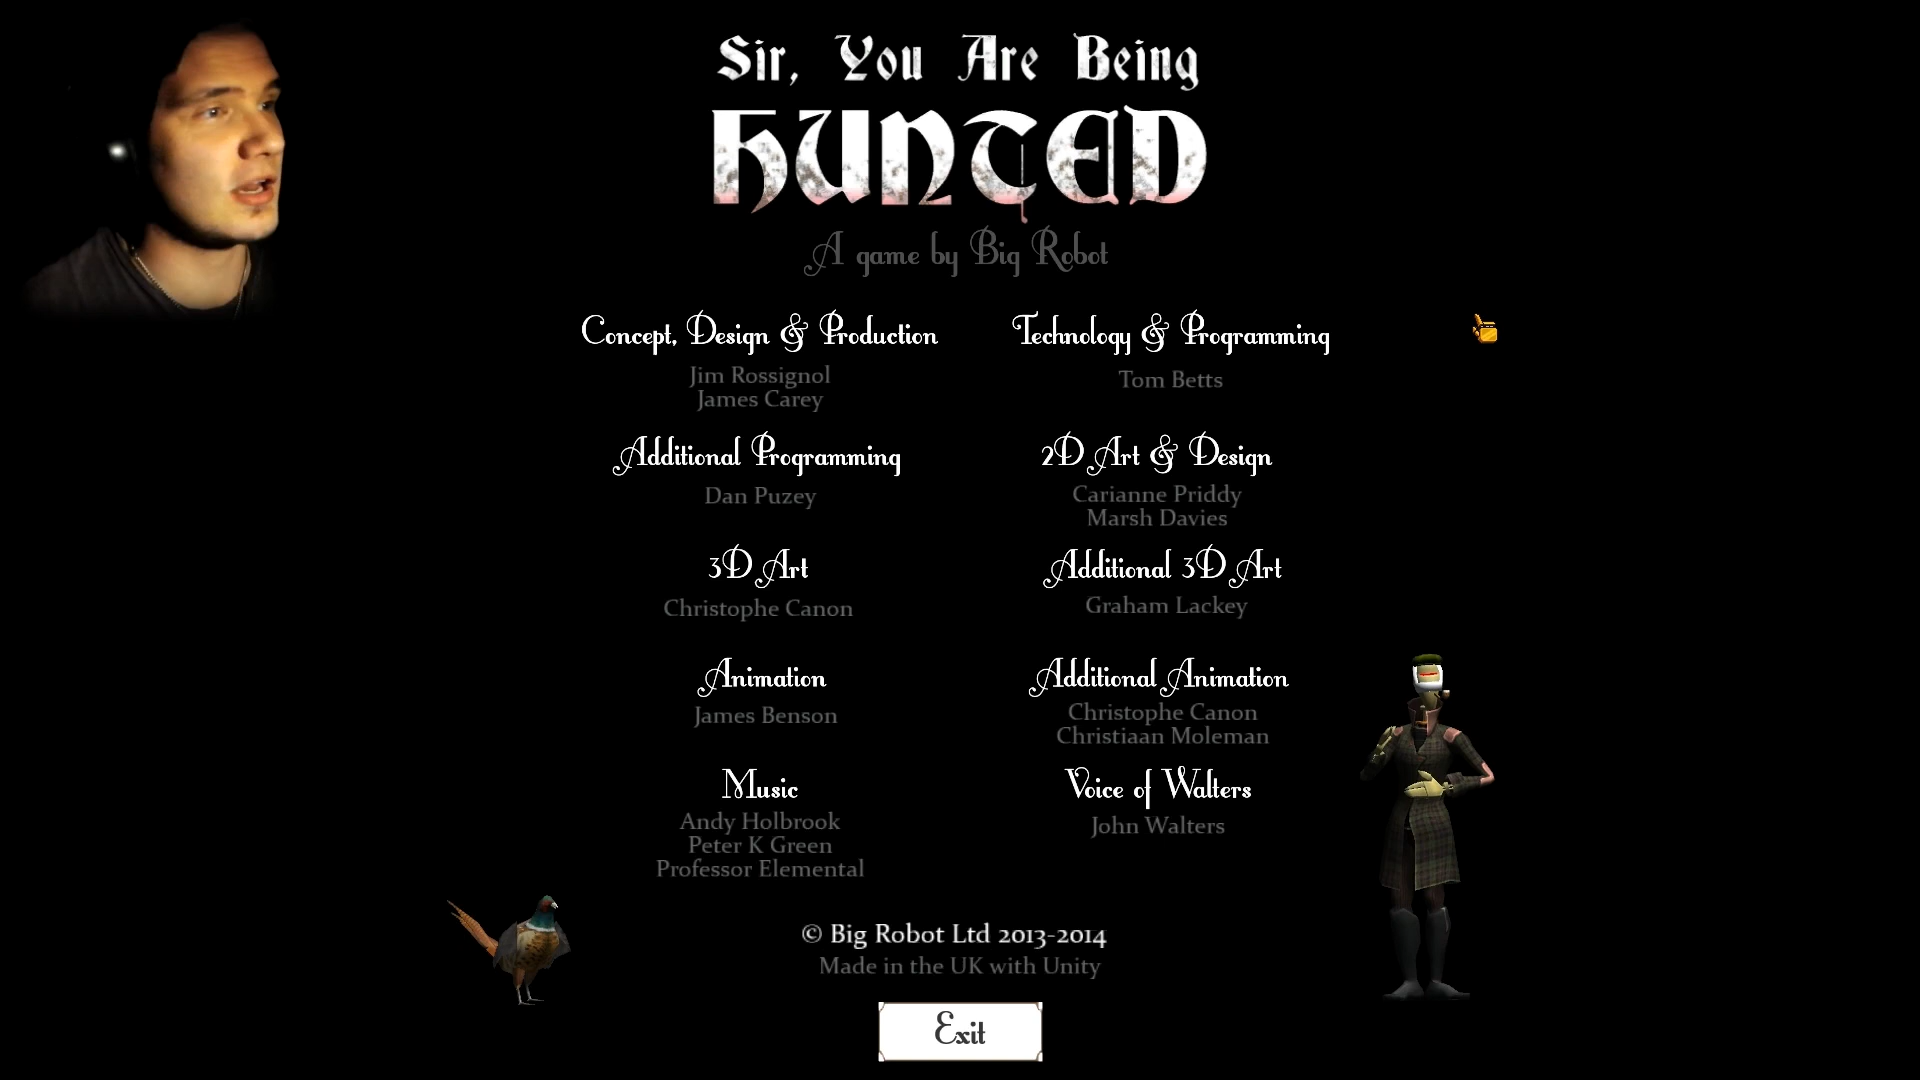 Sir, You Are Being
HUNTED
A game by Big Robot
Concept, Design & Production
Jim Rossignol
James Carey
Technology & Programming
Tom Betts
Additional Programming
Dan Puzey
2D Art & Design
Carianne Priddy
Marsh Davies
3D Art
Christophe Canon
Additional 3D Art
Graham Lackey
Animation
James Benson
Additional Animation
Christophe Canon
Christiaan Moleman
Music
Andy Holbrook
Peter K Green
Professor Elemental
Voice of Walters
John Walters
© Big Robot Ltd 2013-2014
Made in the UK with Unity
Exit